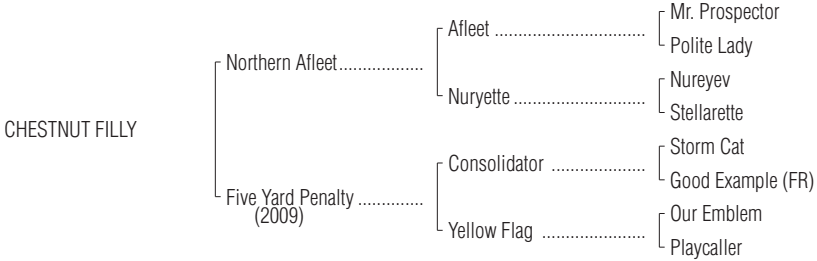 Mr. Prospector
Afleet ................................
Polite Lady
Northern Afleet..................
Nureyev
Nuryette ............................
Stellarette
CHESTNUT FILLY
Storm Cat
Consolidator ....................
Good Example (FR)
Five Yard Penalty ..............
(2009)
Our Emblem
Yellow Flag ......................
Playcaller